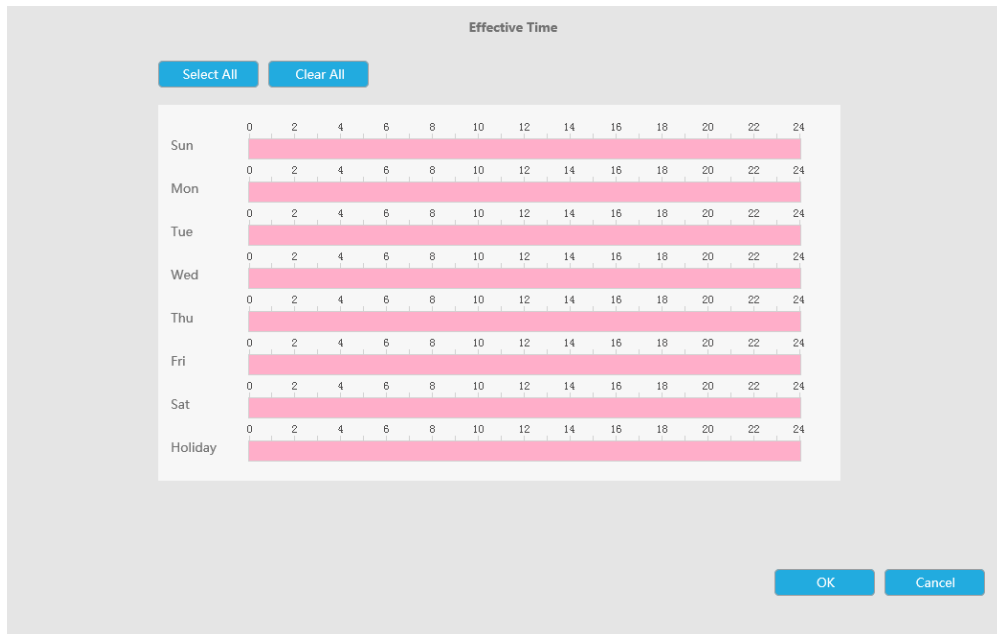 Effective Time
Select All Clear All
0 2 4 6 8 10 12 14 16 18 20 22 24
Sun
0 2 4 6 8 10 12 14 16 18 20 22 24
Mon
0 2 4 6 8 10 12 14 16 18 20 22 24
Tue
0 2 4 6 8 10 12 14 16 18 20 22 24
Wed
0 2 4 6 8 10 12 14 16 18 20 22 24
Thu
0 2 4 6 8 10 12 14 16 18 20 22 24
Fri
0 2 4 6 8 10 12 14 16 18 20 22 24
Sat
0 2 4 6 8 10 12 14 16 18 20 22 24
Holiday
OK Cancel